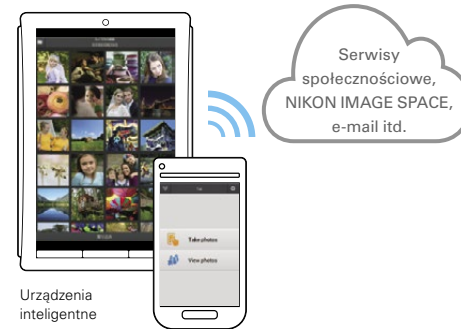 Serwisy
społecznościowe,
NIKON IMAGE SPACE,
e-mail itd.
Take photos
View photos
Urządzenia
inteligentne